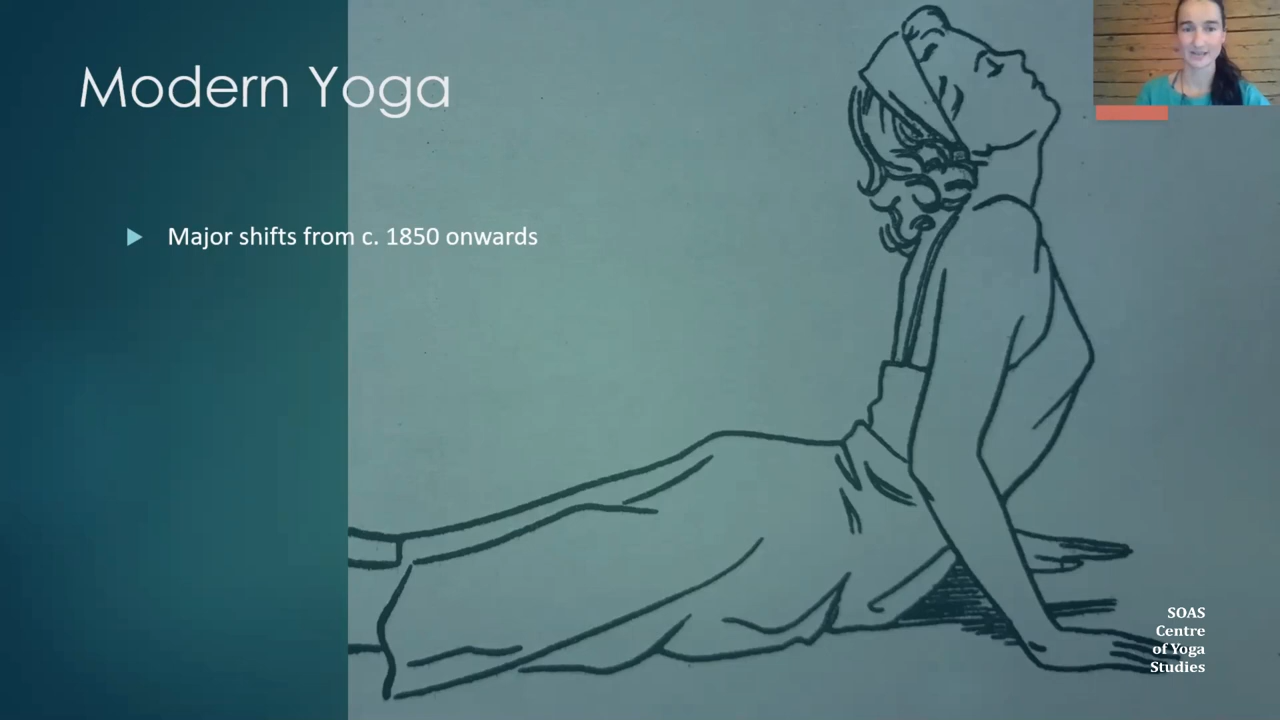 Modern Yoga
Major shifts from c. 1850 onwards
SOAS
Centre
of Yoga
Studies